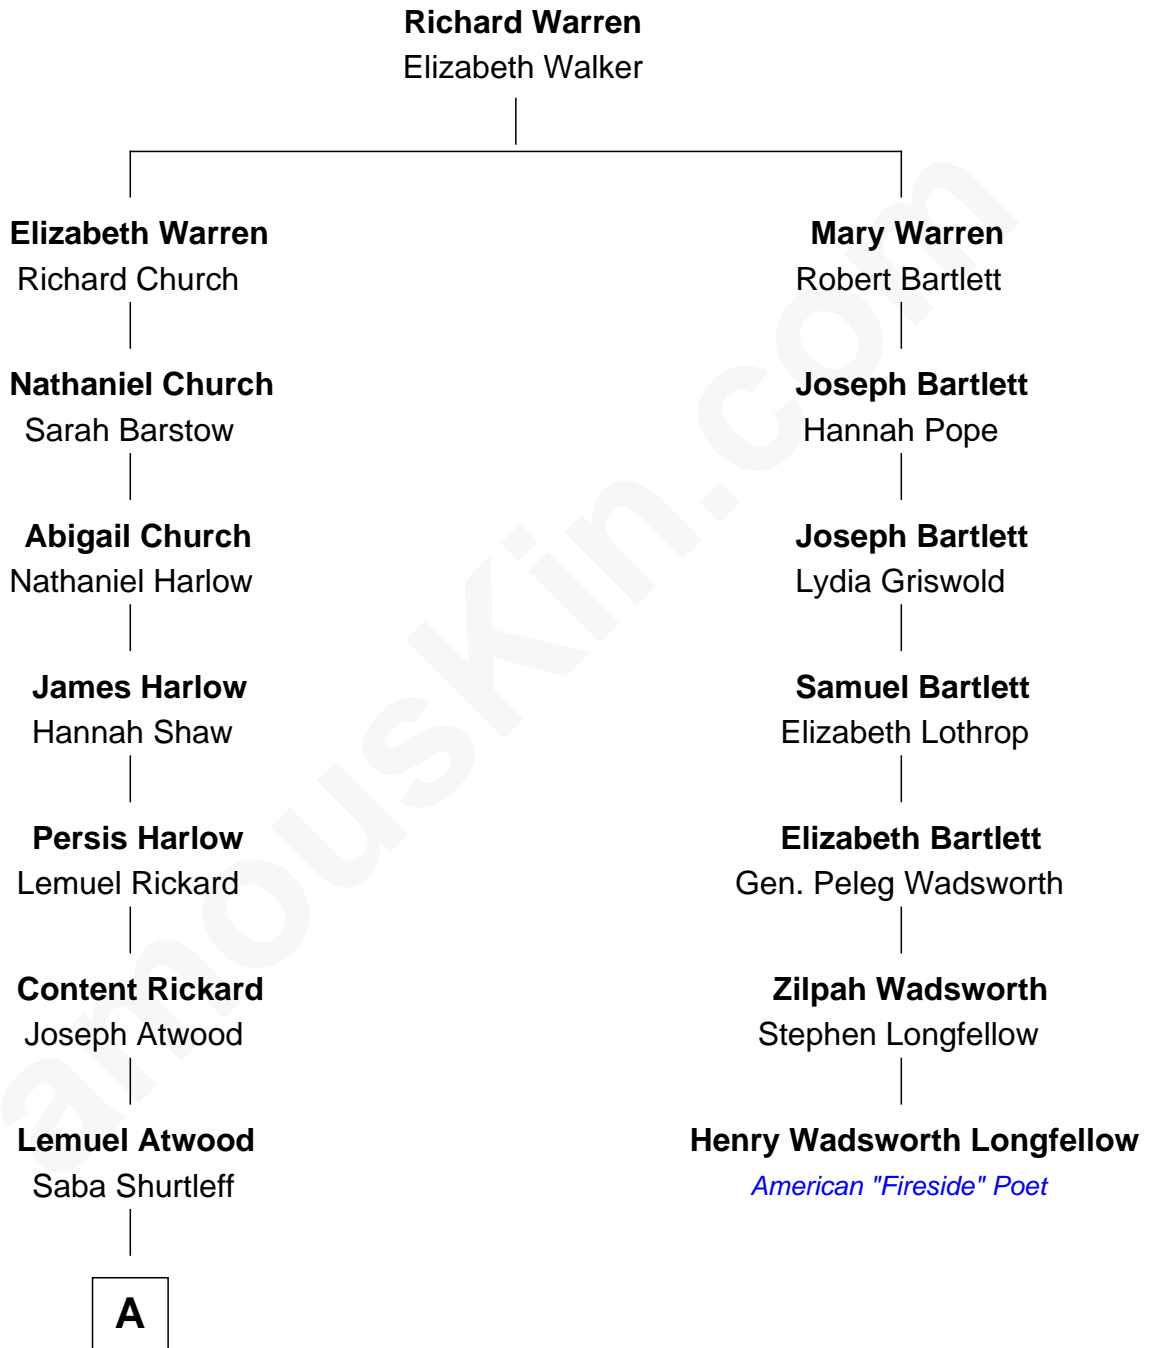 Richard Warren
Elizabeth Walker
Elizabeth Warren
Richard Church
Mary Warren
Robert Bartlett
Nathaniel Church
Sarah Barstow
Joseph Bartlett
Hannah Pope
Abigail Church
Nathaniel Harlow
Joseph Bartlett
Lydia Griswold
James Harlow
Hannah Shaw
Samuel Bartlett
Elizabeth Lothrop
Persis Harlow
Lemuel Rickard
Elizabeth Bartlett
Gen. Peleg Wadsworth
Content Rickard
Joseph Atwood
Zilpah Wadsworth
Stephen Longfellow
Lemuel Atwood
Saba Shurtleff
Henry Wadsworth Longfellow
American "Fireside" Poet
A
amousKin.com